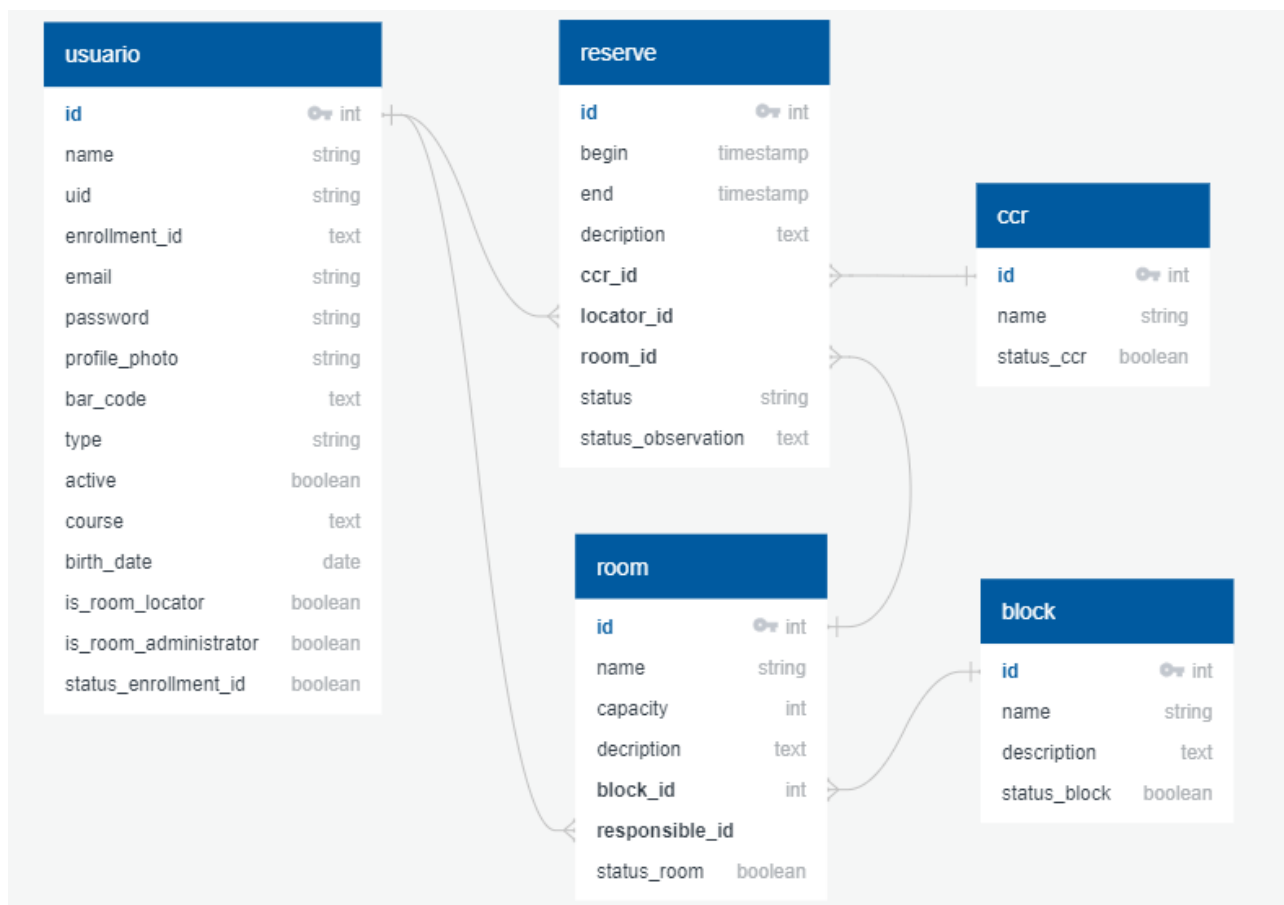 usuario
id int
name string
uid string
enrollment_id text
email string
password string
profile_photo string
bar_code text
type string
active boolean
course text
birth_date date
is_room_locator boolean
is_room_administrator boolean
status_enrollment_id boolean
reserve
id int
begin timestamp
end timestamp
decription text
ccr_id
locator_id
room_id
status string
status_observation text
ccr
id int
name string
status_ccr boolean
room
id int
name string
capacity int
decription text
block_id int
responsible_id
status_room boolean
block
id int
name string
description text
status_block boolean